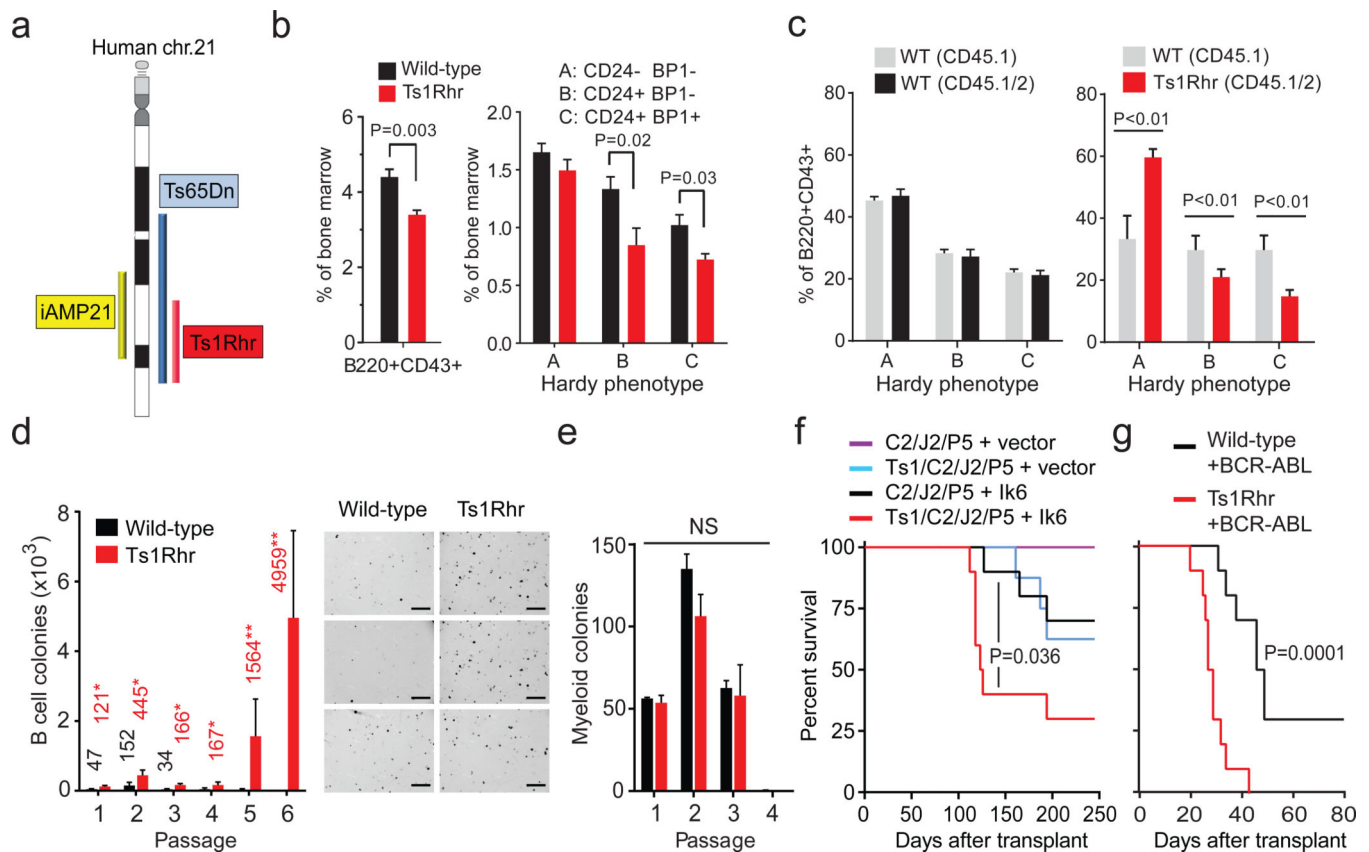 a
Human chr.21
Ts65Dn
iAMP21
Ts1Rhr
b
Wild-type
Ts1Rhr
A: CD24- BP1-
B: CD24+ BP1-
C: CD24+ BP1+
P=0.003
% of bone marrow
6
4
2
0
B220+CD43+
P=0.02
P=0.03
% of bone marrow
2.0
1.5
1.0
0.5
0.0
A B C
Hardy phenotype
c
WT (CD45.1)
WT (CD45.1/2)
WT (CD45.1)
Ts1Rhr (CD45.1/2)
% of B220+CD43+
80
60
40
20
0
A B C
Hardy phenotype
P<0.01
P<0.01
P<0.01
80
60
40
20
0
A B C
Hardy phenotype
d
Wild-type
Ts1Rhr
B cell colonies (x10³)
8
6
4
2
0
47
121*
152
445*
34
166*
167*
1564**
4959**
1 2 3 4 5 6
Passage
Wild-type Ts1Rhr
e
NS
Myeloid colonies
150
100
50
0
1 2 3 4
Passage
f
C2/J2/P5 + vector
Ts1/C2/J2/P5 + vector
C2/J2/P5 + Ik6
Ts1/C2/J2/P5 + Ik6
Percent survival
100
75
50
25
0
P=0.036
0 50 100 150 200 250
Days after transplant
g
Wild-type
+BCR-ABL
Ts1Rhr
+BCR-ABL
P=0.0001
0 20 40 60 80
Days after transplant